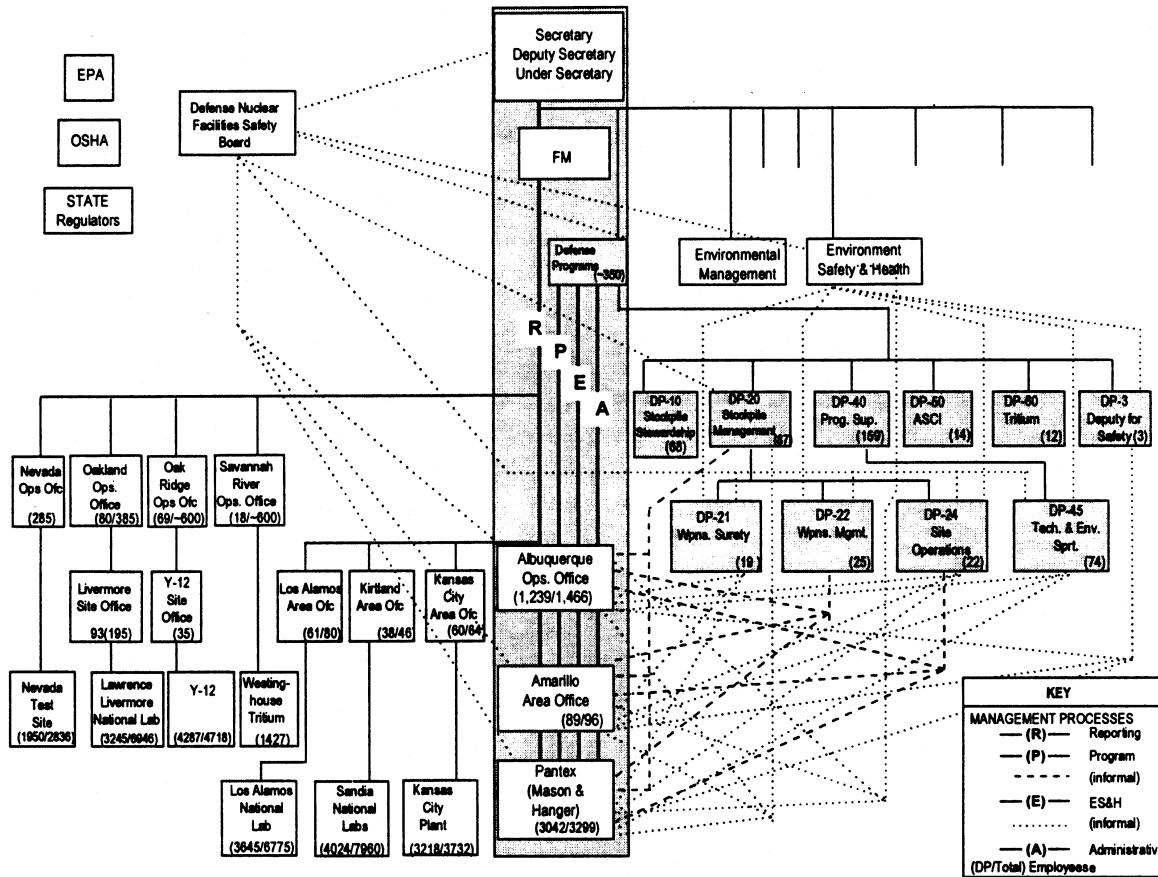 Secretary
Deputy Secretary
Under Secretary
EPA
Defense Nuclear
Facilities Safety
Board
OSHA
FM
STATE
Regulators
Defense
Programs
(~350)
Environmental
Management
Environment
Safety & Health
R
P
E
A
DP-10
Stockpile
Stewardship
(68)
DP-20
Stockpile
Management
(67)
DP-40
Prog. Sup.
(159)
DP-50
ASCI
(14)
DP-60
Tritium
(12)
DP-3
Deputy for
Safety (3)
Nevada
Ops Ofc
(285)
Oakland
Ops.
Office
(80/385)
Oak
Ridge
Ops Ofc
(69/~600)
Savannah
River
Ops. Office
(18/~600)
DP-21
Wpns. Surety
(19)
DP-22
Wpns. Mgmt.
(25)
DP-24
Site
Operations
(22)
DP-45
Tech. & Env.
Sprt.
(74)
Albuquerque
Ops. Office
(1,239/1,466)
Livermore
Site Office
93(195)
Y-12
Site
Office
(35)
Los Alamos
Area Ofc
(61/80)
Kirtland
Area Ofc
(38/46
Kansas
City
Area Ofc
(60/64)
Nevada
Test
Site
(1950/2836)
Lawrence
Livermore
National Lab
(3245/6946)
Y-12
(4287/4718)
Westing-
house
Tritium
(1427)
Amarillo
Area Office
(89/96)
Los Alamos
National
Lab
(3645/6775)
Sandia
National
Labs
(4024/7960)
Kansas
City
Plant
(3218/3732)
Pantex
(Mason &
Hanger)
(3042/3299)
KEY
MANAGEMENT PROCESSES
(R) Reporting
(P) Program
(informal)
(E) ES&H
(informal)
(A) Administrativ
(DP/Total) Employeese